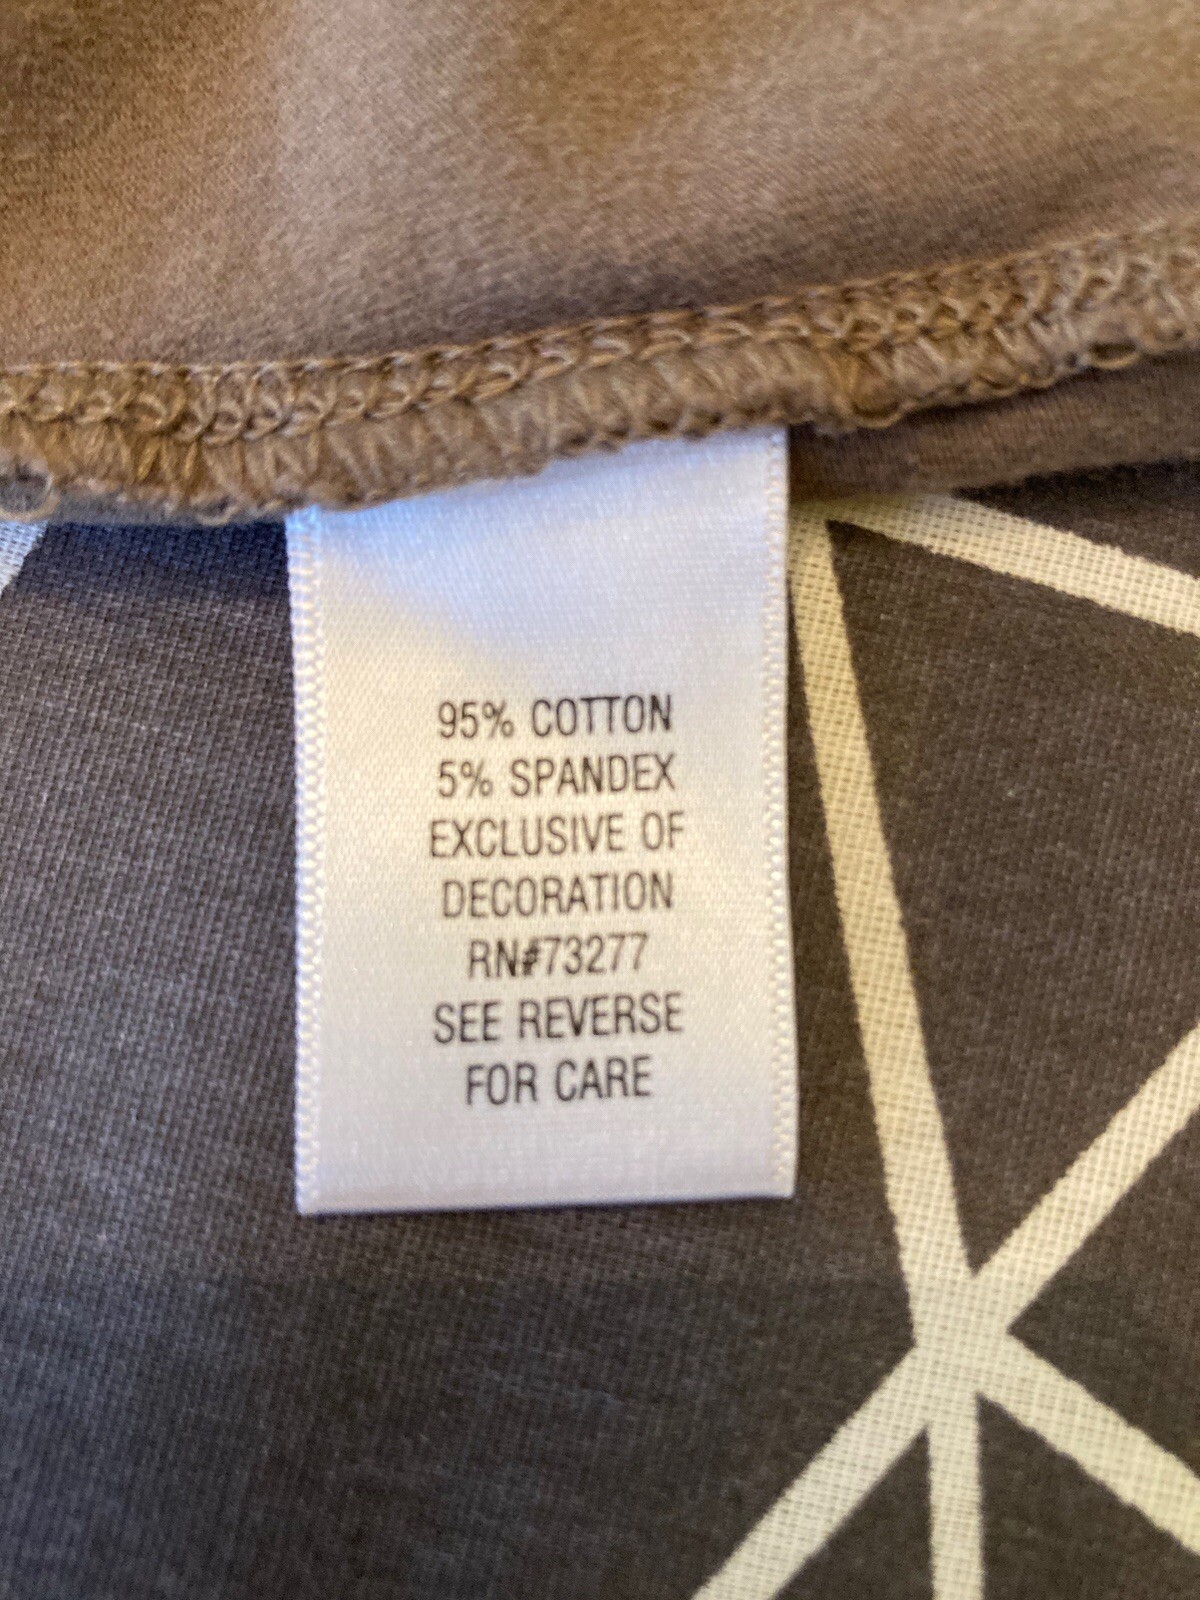 95% COTTON
5% SPANDEX
EXCLUSIVE OF
DECORATION
RN#73277
SEE REVERSE
FOR CARE